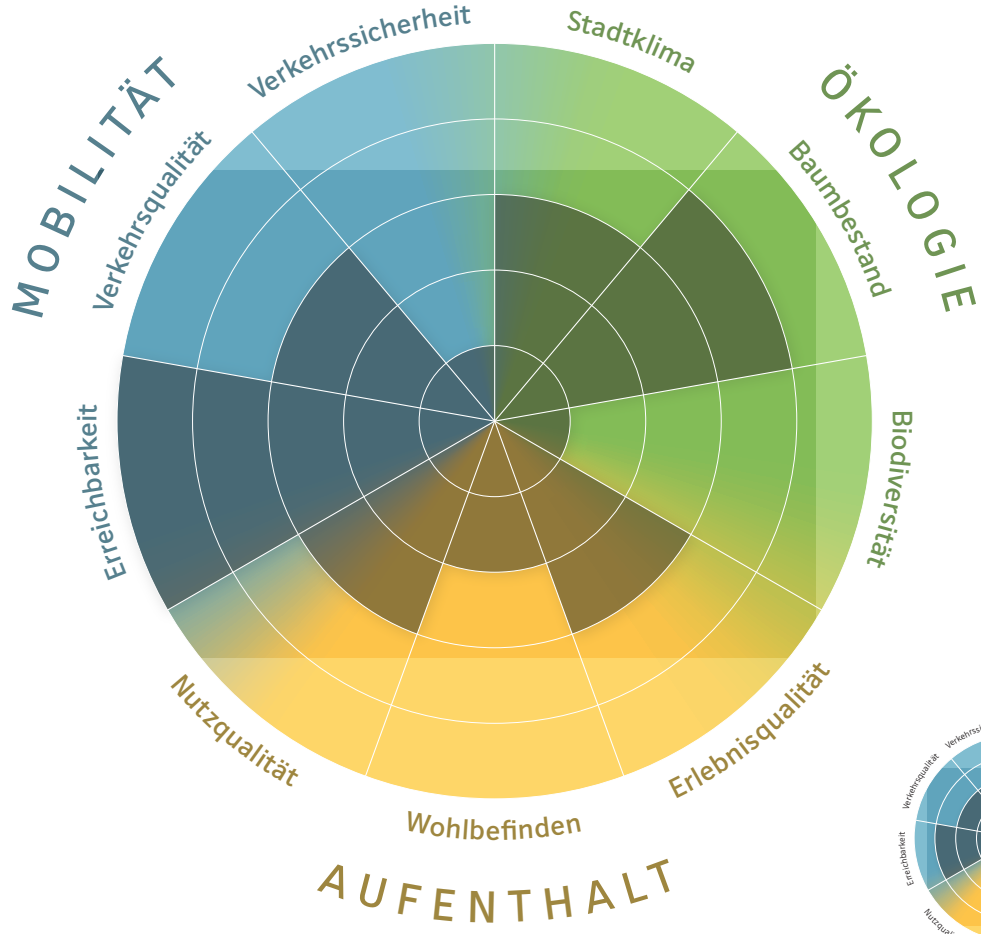 MOBILITÄT
ÖKOLOGIE
AUFENTHALT
Verkehrssicherheit
Stadtklima
Baumbestand
Biodiversität
Erlebnisqualität
Wohlbefinden
Nutzqualität
Erreichbarkeit
Verkehrsqualität
Verkehrsqualität
Erreichbarkeit